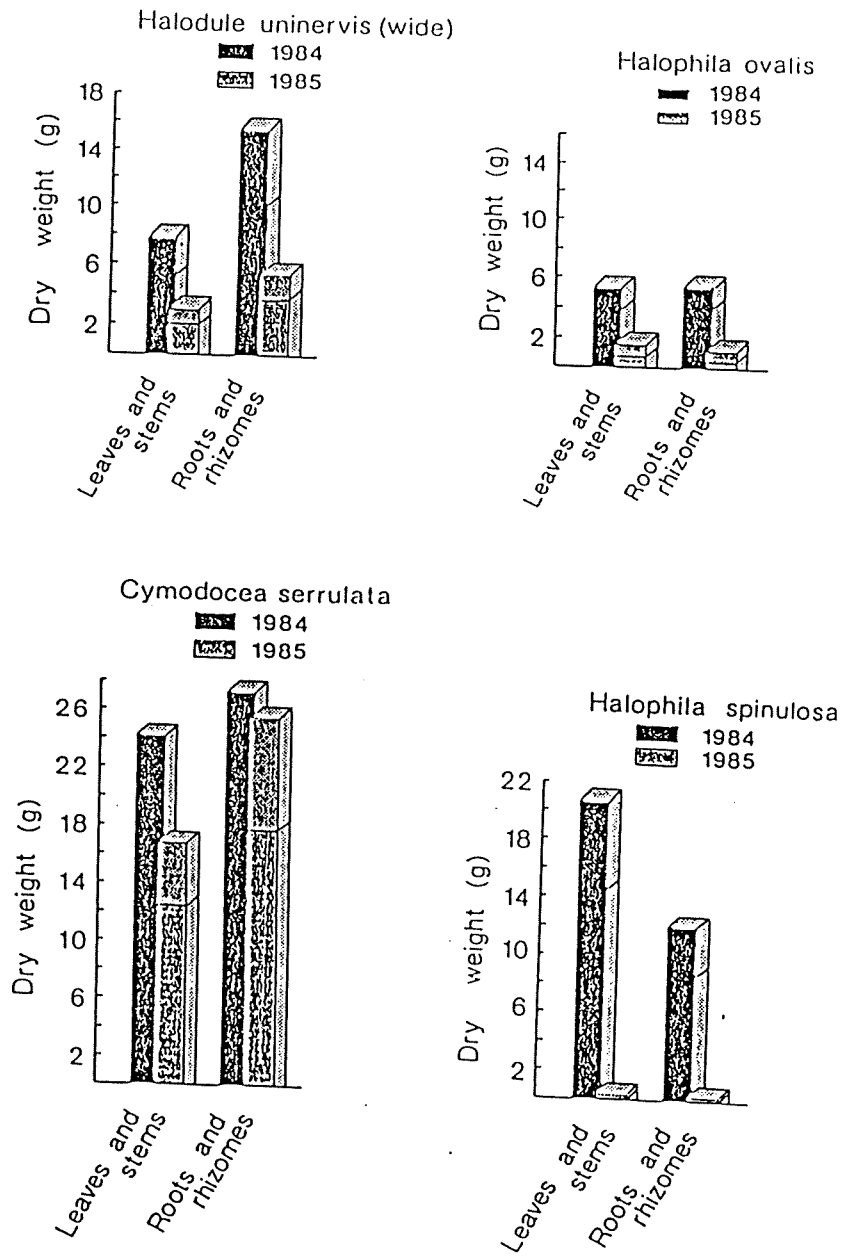 Halodule uninervis (wide)
1984
1985
Dry weight (g)
18
14
10
6
2
Leaves and
stems
Roots and
rhizomes
Halophila ovalis
1984
1985
Dry weight (g)
14
10
6
2
Leaves and
stems
Roots and
rhizomes
Cymodocea serrulata
1984
1985
Dry weight (g)
26
22
18
14
10
6
2
Leaves and
stems
Roots and
rhizomes
Halophila spinulosa
1984
1985
Dry weight (g)
22
18
14
10
6
2
Leaves and
stems
Roots and
rhizomes